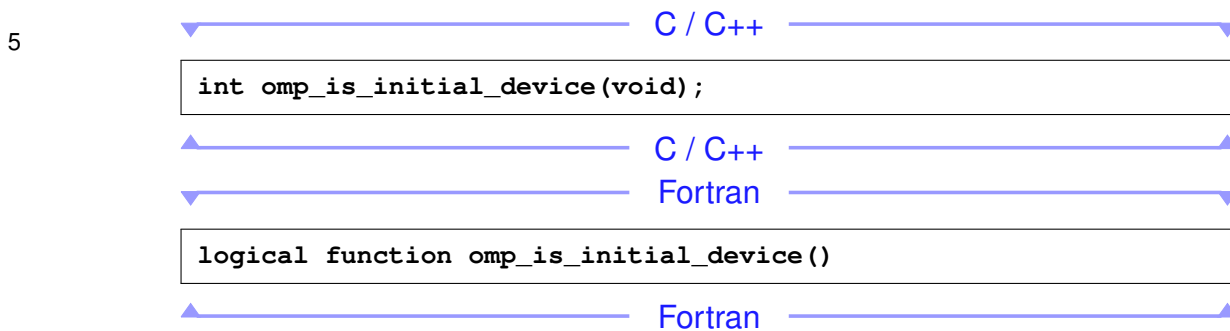 C / C++
5
int omp_is_initial_device(void);
C / C++
Fortran
logical function omp_is_initial_device()
Fortran